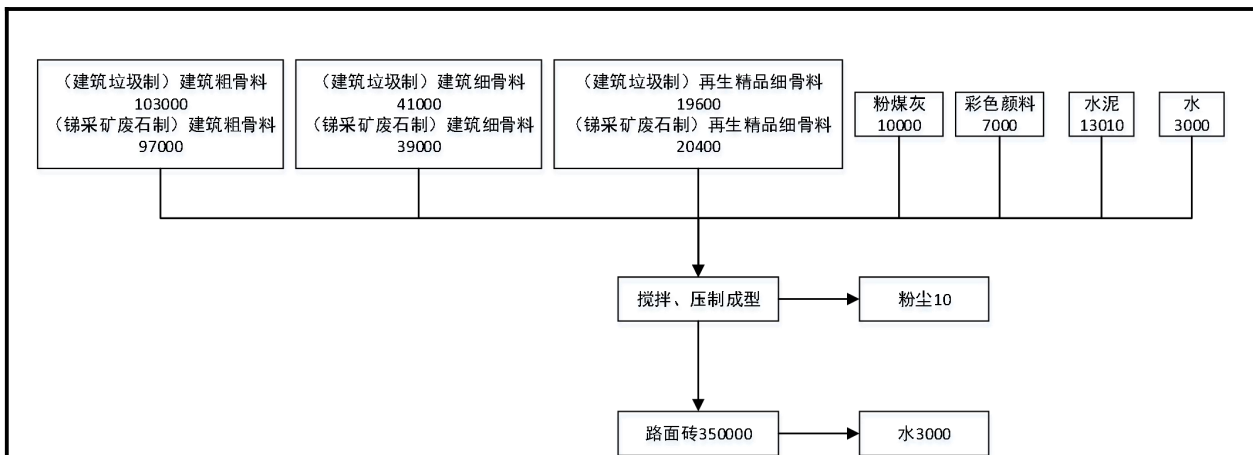 （建筑垃圾制）建筑粗骨料
103000
（锑采矿废石制）建筑粗骨料
97000
（建筑垃圾制）建筑细骨料
41000
（锑采矿废石制）建筑细骨料
39000
（建筑垃圾制）再生精品细骨料
19600
（锑采矿废石制）再生精品细骨料
20400
粉煤灰
10000
彩色颜料
7000
水泥
13010
水
3000
搅拌、压制成型
粉尘10
路面砖350000
水3000